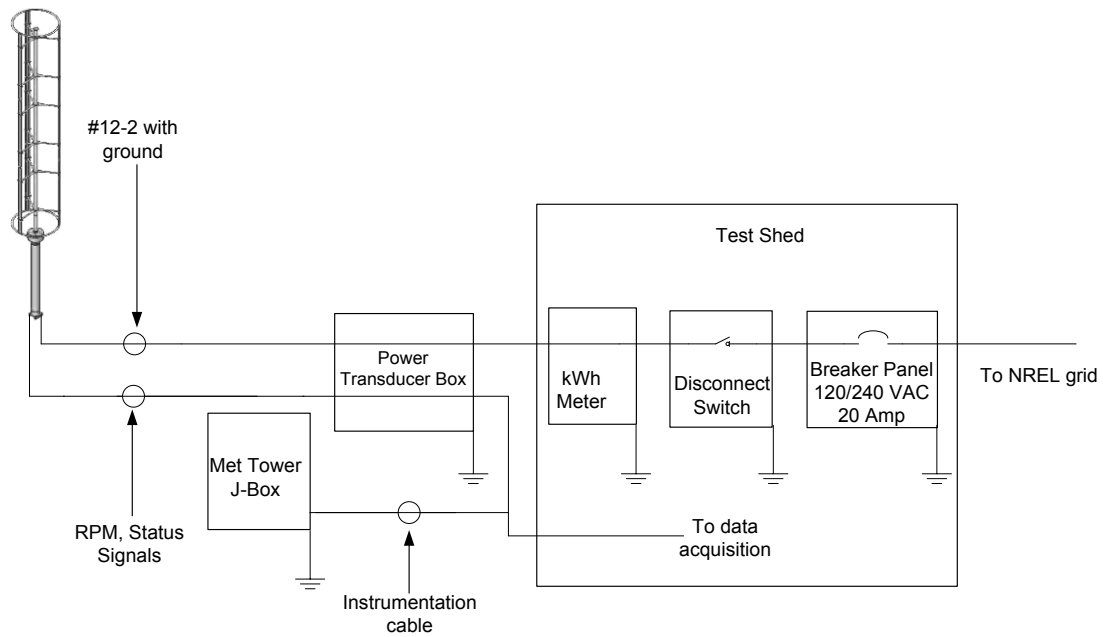 #12-2 with
ground
Test Shed
Power
Transducer Box
kWh
Meter
Disconnect
Switch
Breaker Panel
120/240 VAC
20 Amp
To NREL grid
Met Tower
J-Box
RPM, Status
Signals
To data
acquisition
Instrumentation
cable